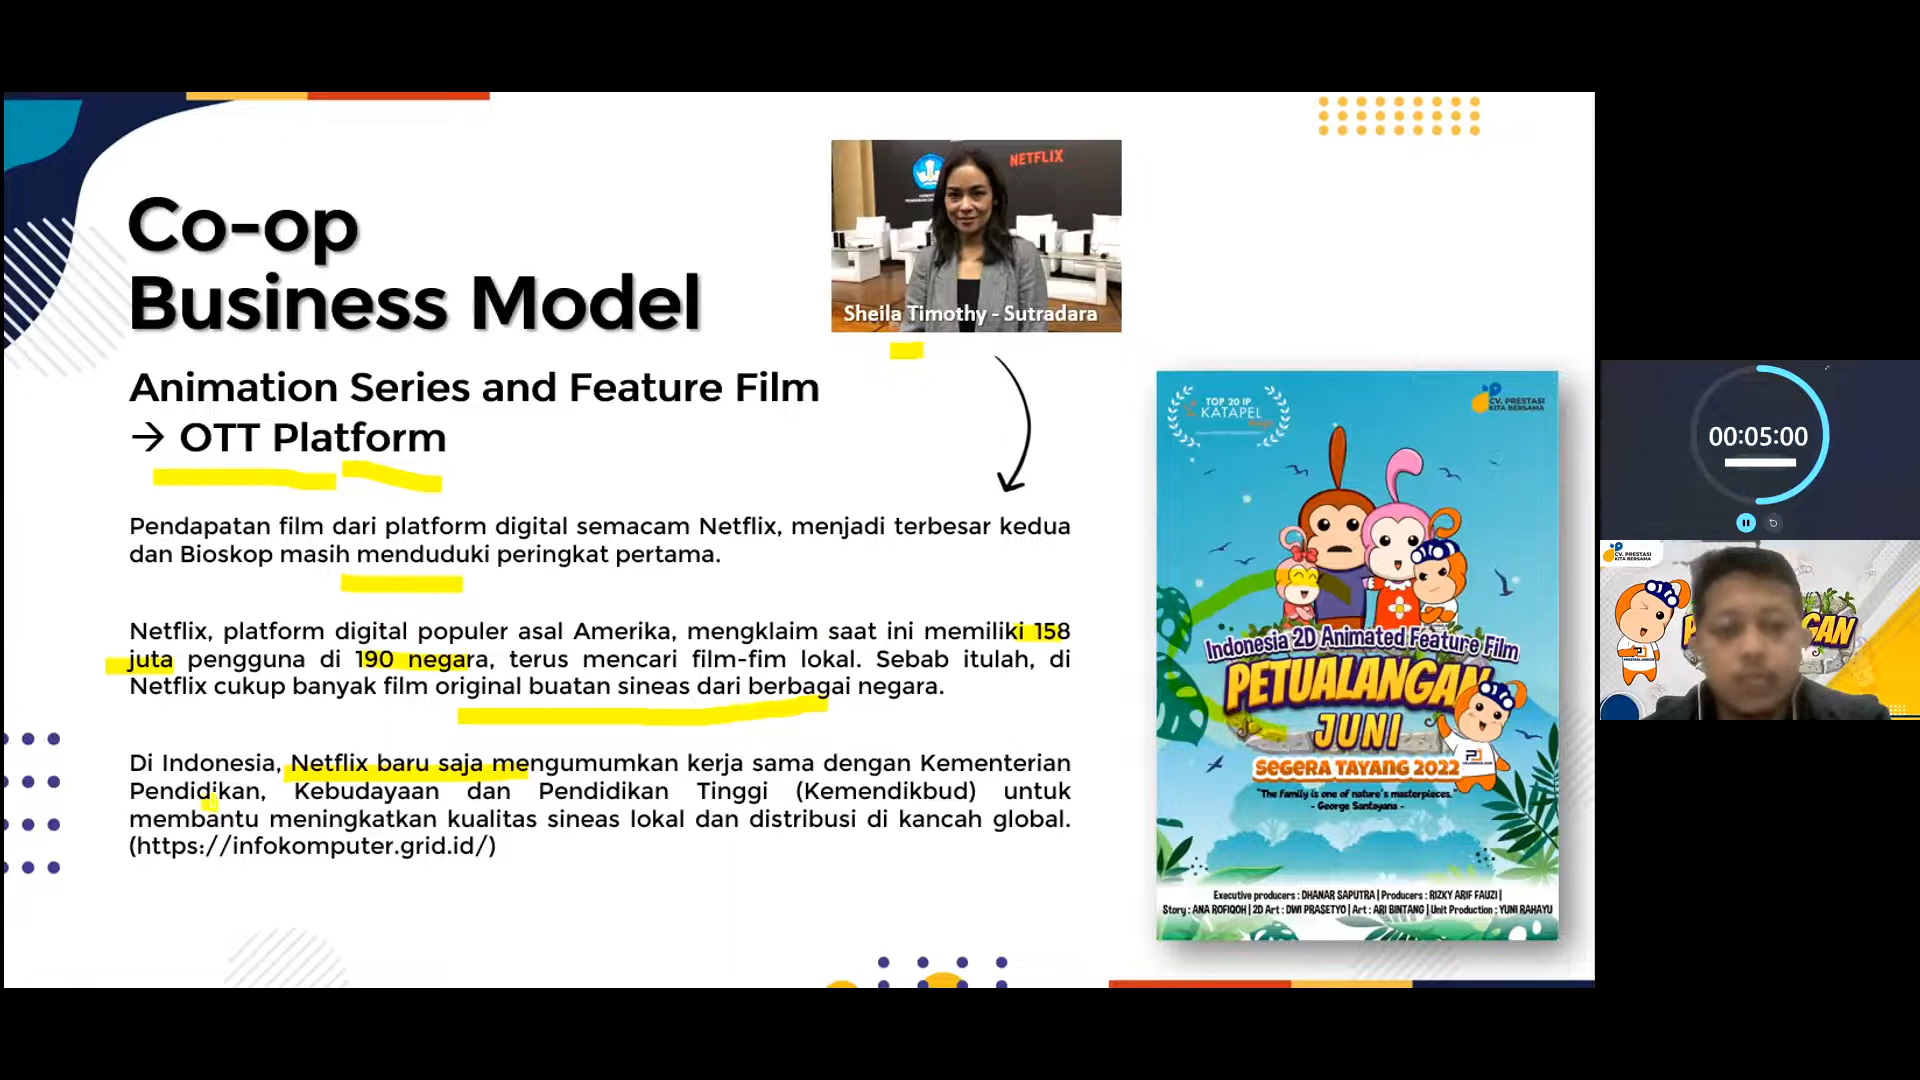 NETFLIX
Co-op
Business Model
Sheila Timothy - Sutradara
Animation Series and Feature Film
→ OTT Platform
Pendapatan film dari platform digital semacam Netflix, menjadi terbesar kedua
dan Bioskop masih menduduki peringkat pertama.
Netflix, platform digital populer asal Amerika, mengklaim saat ini memiliki 158
juta pengguna di 190 negara, terus mencari film-fim lokal. Sebab itulah, di
Netflix cukup banyak film original buatan sineas dari berbagai negara.
Di Indonesia, Netflix baru saja mengumumkan kerja sama dengan Kementerian
Pendidikan, Kebudayaan dan Pendidikan Tinggi (Kemendikbud) untuk
membantu meningkatkan kualitas sineas lokal dan distribusi di kancah global.
(https://infokomputer.grid.id/)
TOP 20 IP
KATAPEL
CV. PRESTASI
KITA BERSAMA
Indonesia 2D Animated Feature Film
PETUALANGAN
JUNI
SEGERA TAYANG 2022
"The family is one of nature's masterpieces."
- George Santayana -
Executive producers : DHANAR SAPUTRA | Producers : RIZKY ARIF FAUZI |
Story : ANA ROFIQOH | 2D Art : DWI PRASETYO | Art : ARI BINTANG | Unit Production : YUNI RAHAYU
00:05:00
CV. PRESTASI
KITA BERSAMA